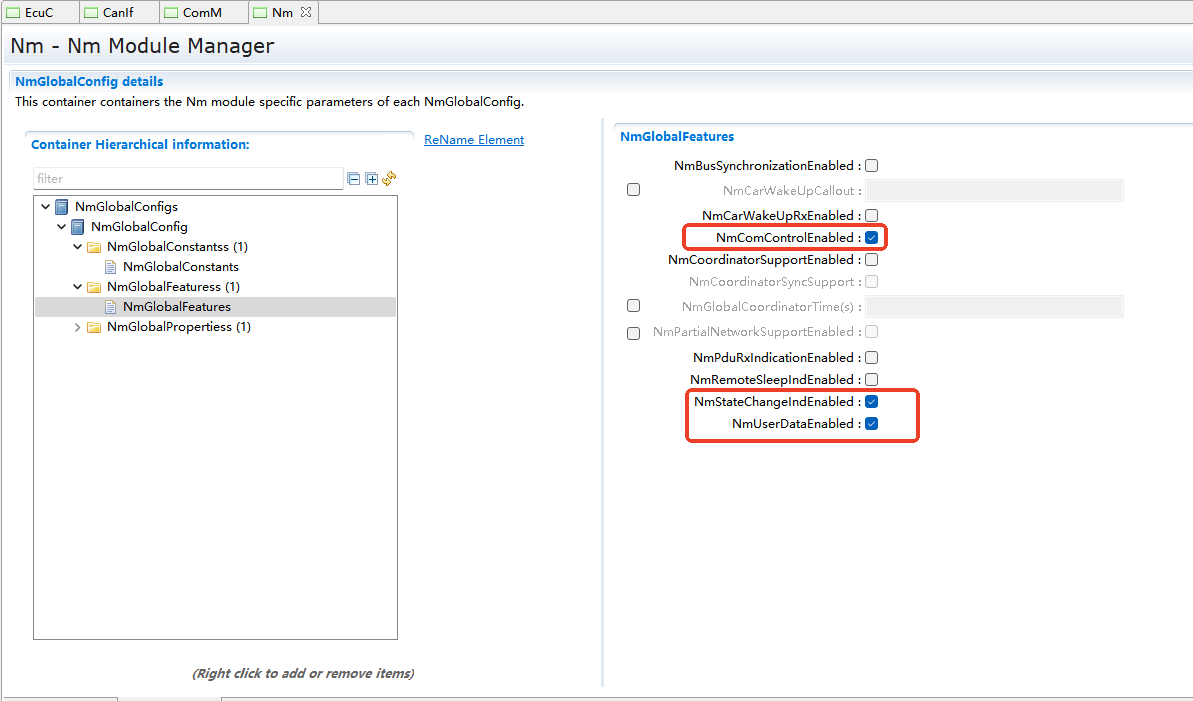 EcuC CanIf ComM Nm
Nm - Nm Module Manager
NmGlobalConfig details
This container containers the Nm module specific parameters of each NmGlobalConfig.
Container Hierarchical information:
ReName Element
filter
NmGlobalConfigs
NmGlobalConfig
NmGlobalConstantss (1)
NmGlobalConstants
NmGlobalFeaturess (1)
NmGlobalFeatures
NmGlobalPropertiess (1)
(Right click to add or remove items)
NmGlobalFeatures
NmBusSynchronizationEnabled :
NmCarWakeUpCallout :
NmCarWakeUpRxEnabled :
NmComControlEnabled :
NmCoordinatorSupportEnabled :
NmCoordinatorSyncSupport :
NmGlobalCoordinatorTime(s) :
NmPartialNetworkSupportEnabled :
NmPduRxIndicationEnabled :
NmRemoteSleepIndEnabled :
NmStateChangeIndEnabled :
NmUserDataEnabled :